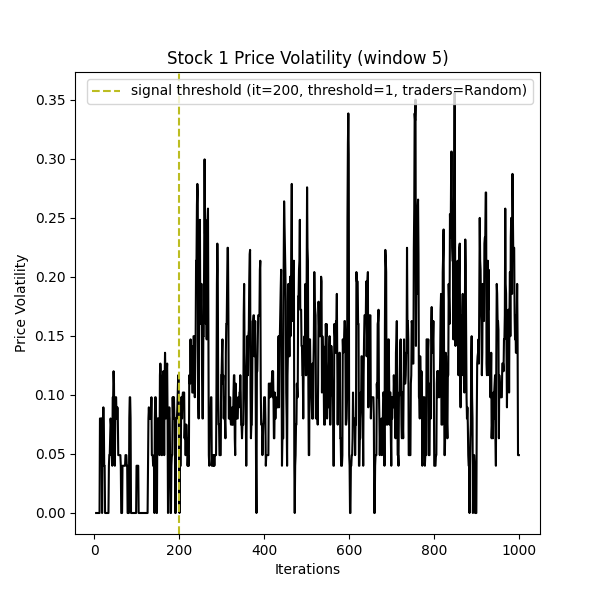 Stock 1 Price Volatility (window 5)
signal threshold (it=200, threshold=1, traders=Random)
Price Volatility
0.35
0.30
0.25
0.20
0.15
0.10
0.05
0.00
0 200 400 600 800 1000
Iterations